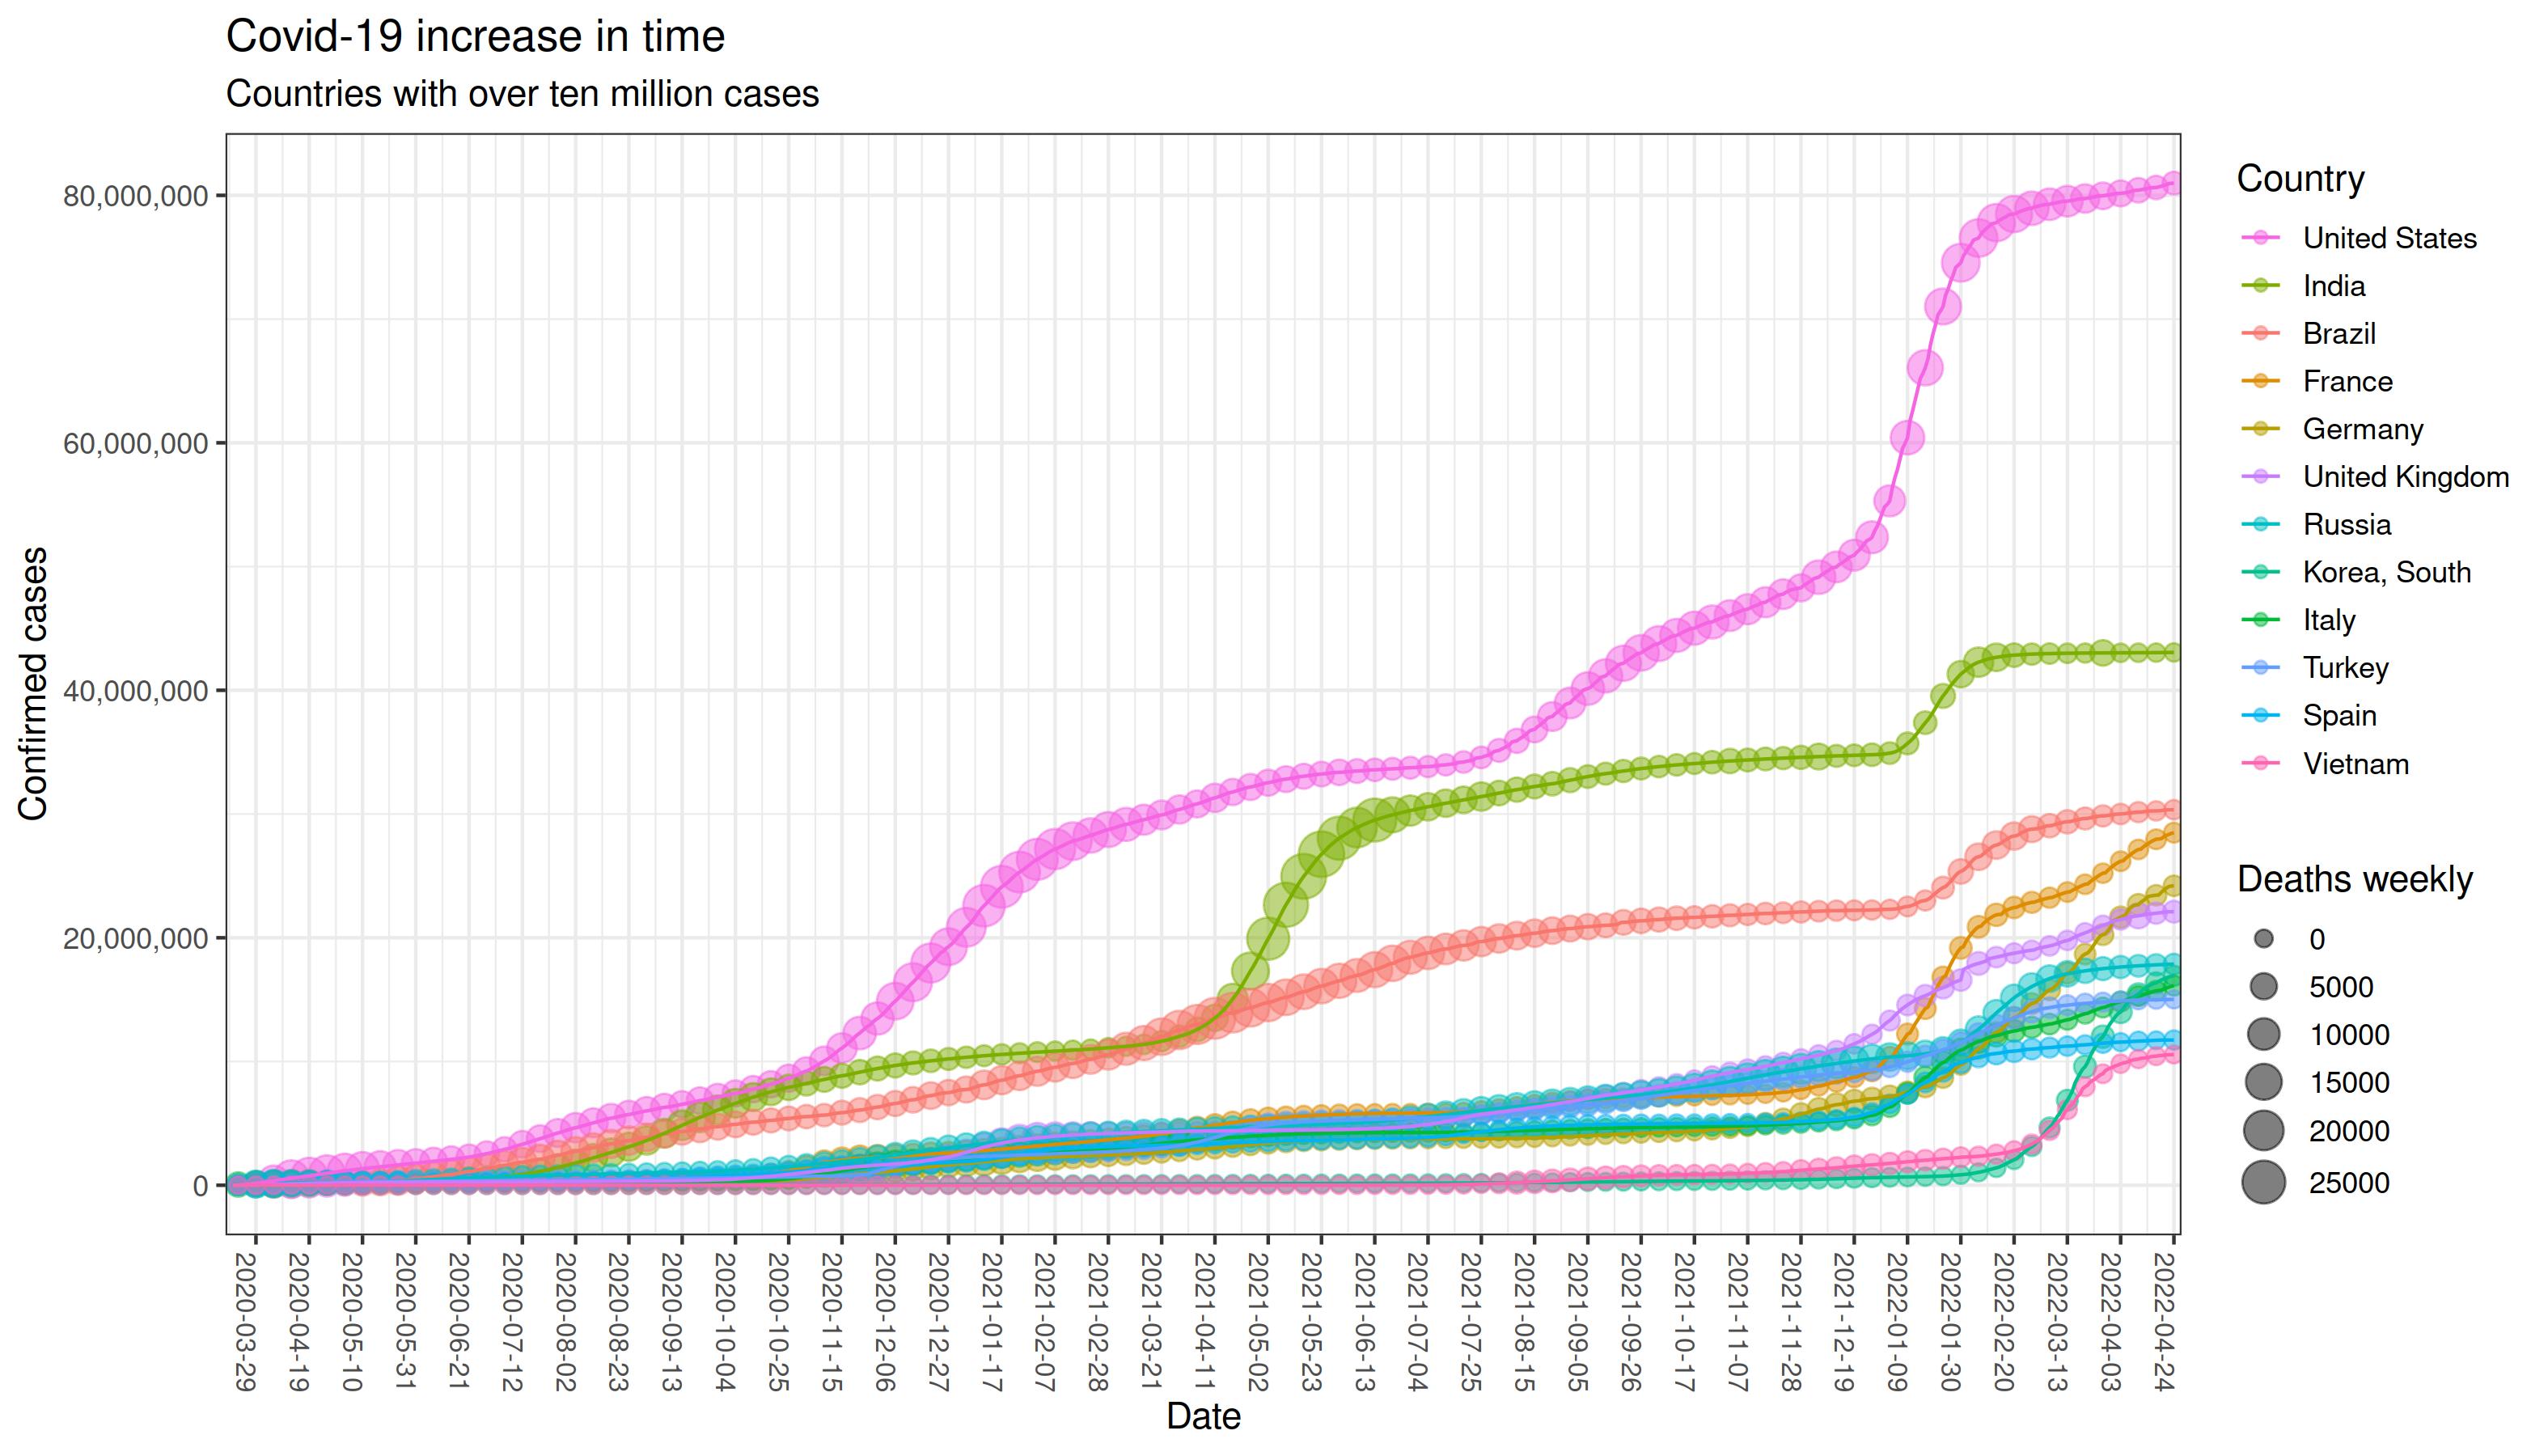 Covid-19 increase in time
Countries with over ten million cases
Confirmed cases
80,000,000
60,000,000
40,000,000
20,000,000
0
2020-03-29
2020-04-19
2020-05-10
2020-05-31
2020-06-21
2020-07-12
2020-08-02
2020-08-23
2020-09-13
2020-10-04
2020-10-25
2020-11-15
2020-12-06
2020-12-27
2021-01-17
2021-02-07
2021-02-28
2021-03-21
2021-04-11
2021-05-02
2021-05-23
2021-06-13
2021-07-04
2021-07-25
2021-08-15
2021-09-05
2021-09-26
2021-10-17
2021-11-07
2021-11-28
2021-12-19
2022-01-09
2022-01-30
2022-02-20
2022-03-13
2022-04-03
2022-04-24
Date
Country
United States
India
Brazil
France
Germany
United Kingdom
Russia
Korea, South
Italy
Turkey
Spain
Vietnam
Deaths weekly
0
5000
10000
15000
20000
25000